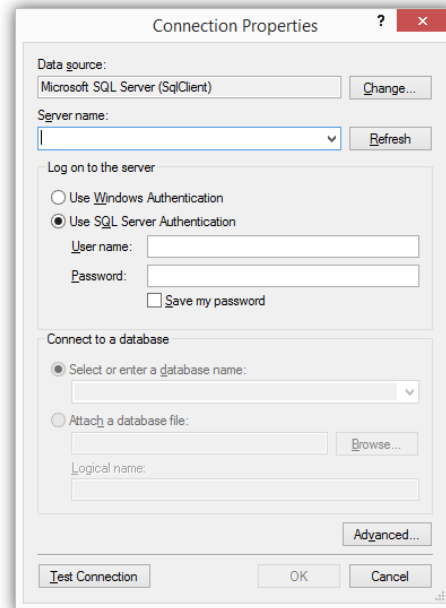 Connection Properties
?
×
Data source:
Microsoft SQL Server (SqlClient)
Change...
Server name:
Refresh
Log on to the server
Use Windows Authentication
Use SQL Server Authentication
User name:
Password:
Save my password
Connect to a database
Select or enter a database name:
Attach a database file:
Browse...
Logical name:
Advanced...
Test Connection
OK
Cancel